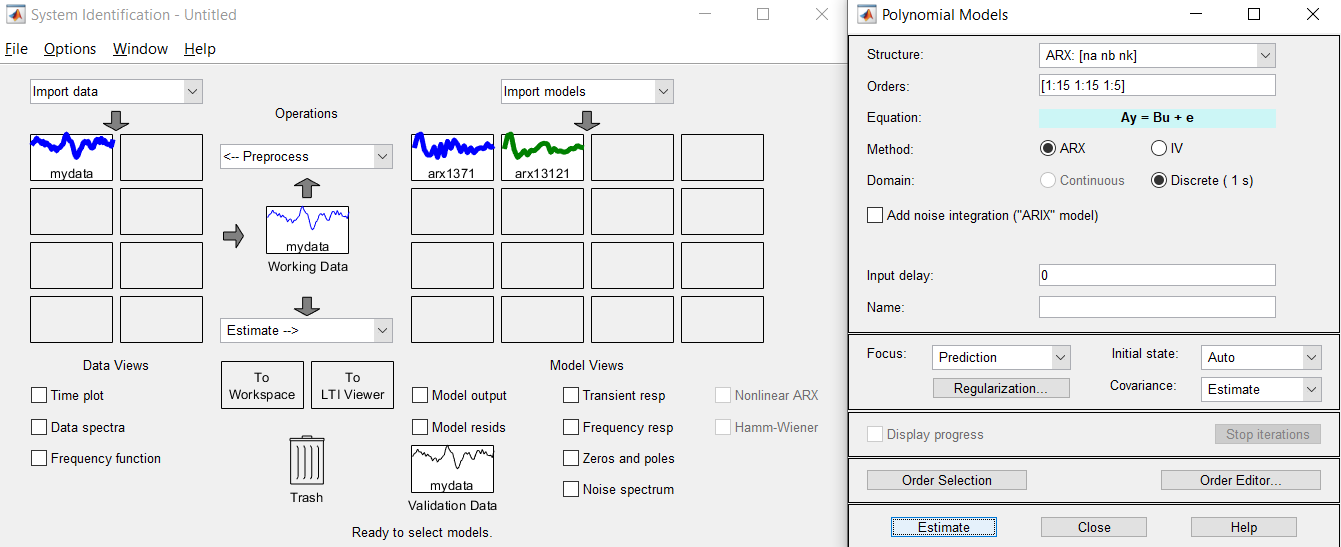 System Identification - Untitled
File Options Window Help
Import data
Import models
Operations
<-- Preprocess
mydata
arx1371
arx13121
mydata
Working Data
Estimate -->
Data Views
Model Views
To
Workspace
To
LTI Viewer
Time plot
Data spectra
Frequency function
Model output
Model resids
Transient resp
Frequency resp
Zeros and poles
Noise spectrum
Nonlinear ARX
Hamm-Wiener
Trash
mydata
Validation Data
Ready to select models.
Polynomial Models
Structure: ARX: [na nb nk]
Orders: [1:15 1:15 1:5]
Equation: Ay = Bu + e
Method: ARX IV
Domain: Continuous Discrete ( 1 s)
Add noise integration ("ARIX" model)
Input delay: 0
Name:
Focus: Prediction Initial state: Auto
Regularization... Covariance: Estimate
Display progress Stop iterations
Order Selection Order Editor...
Estimate Close Help